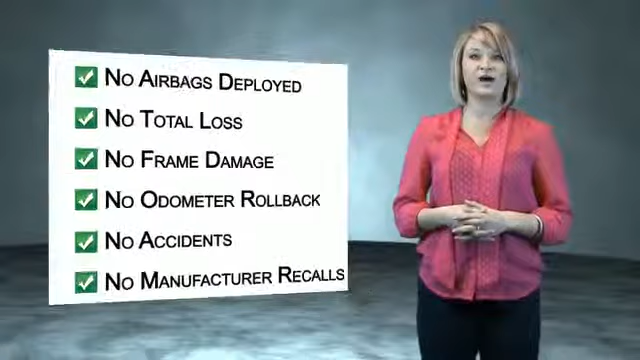 No Airbags Deployed
No Total Loss
No Frame Damage
No Odometer Rollback
No Accidents
No Manufacturer Recalls